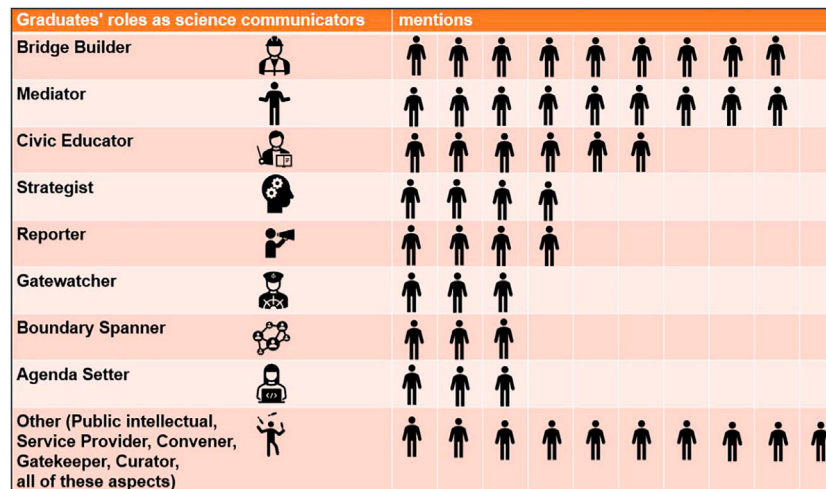 Graduates' roles as science communicators mentions
Bridge Builder
Mediator
Civic Educator
Strategist
Reporter
Gatewatcher
Boundary Spanner
Agenda Setter
Other (Public intellectual,
Service Provider, Convener,
Gatekeeper, Curator,
all of these aspects)